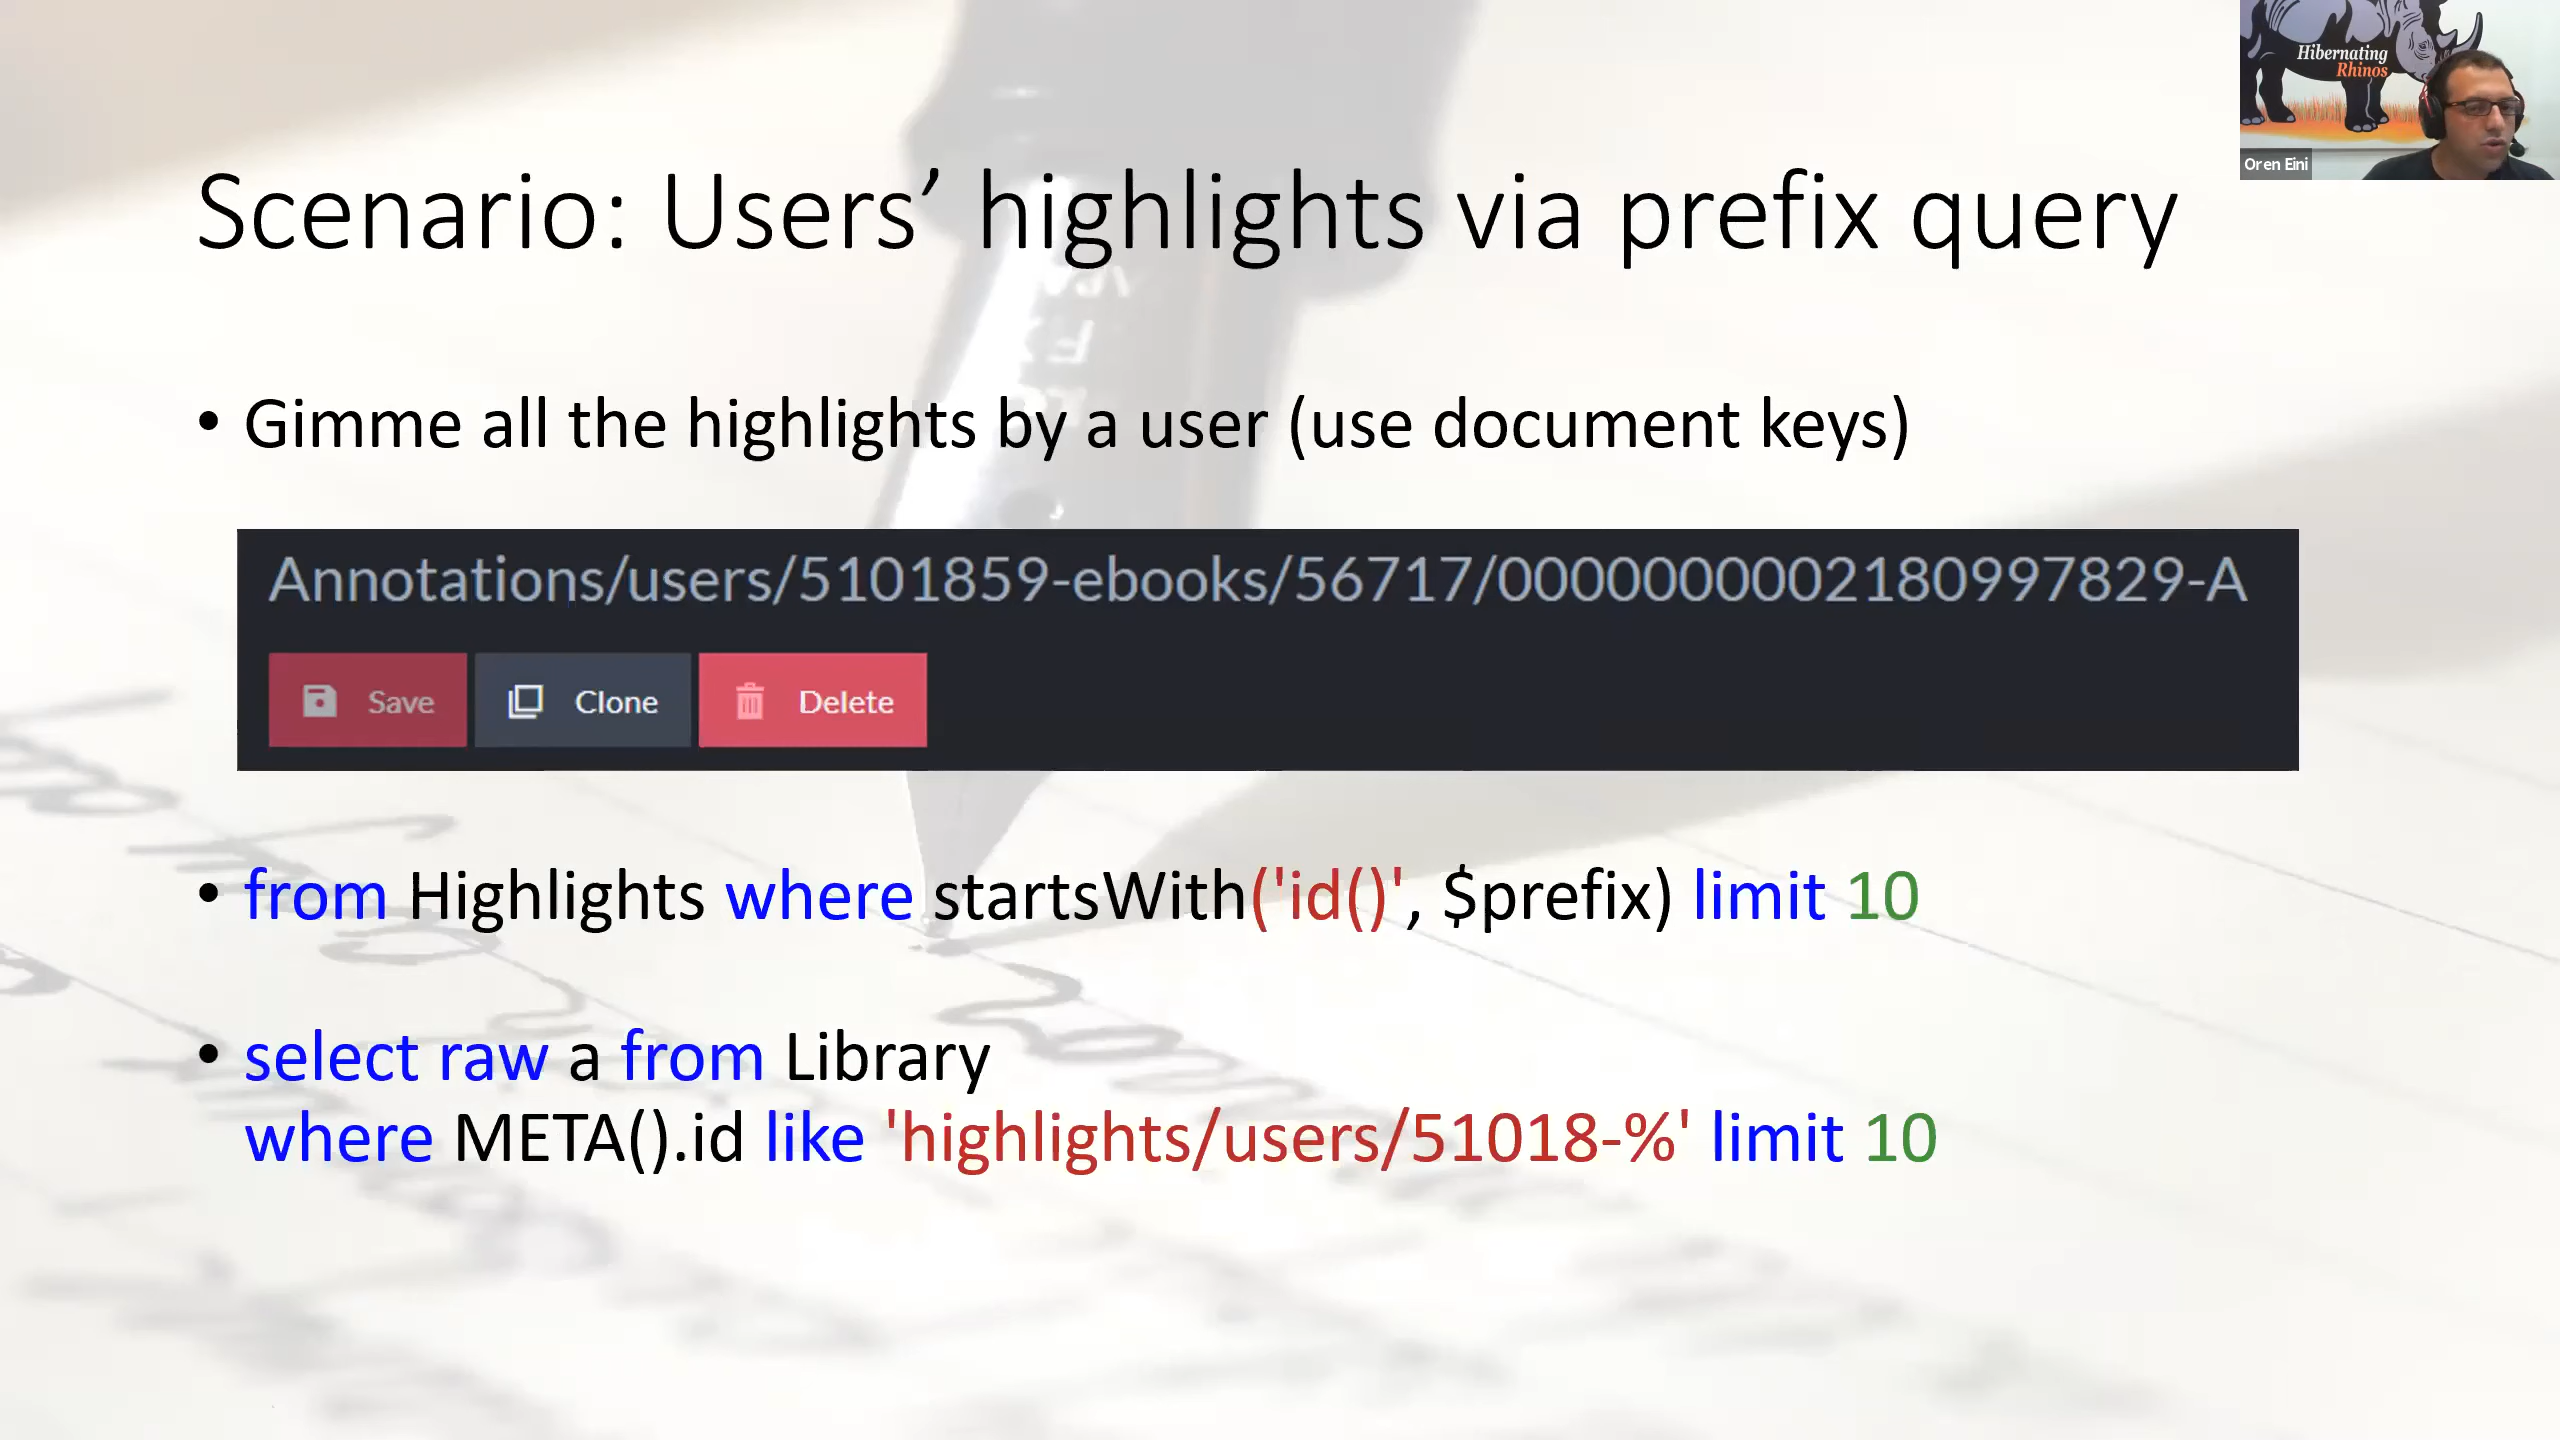 Hibernating
Rhinos
Oren Eini
Scenario: Users’ highlights via prefix query
• Gimme all the highlights by a user (use document keys)
Annotations/users/5101859-ebooks/56717/0000000002180997829-A
Save Clone Delete
• from Highlights where startsWith('id()', $prefix) limit 10
• select raw a from Library
where META().id like 'highlights/users/51018-%' limit 10